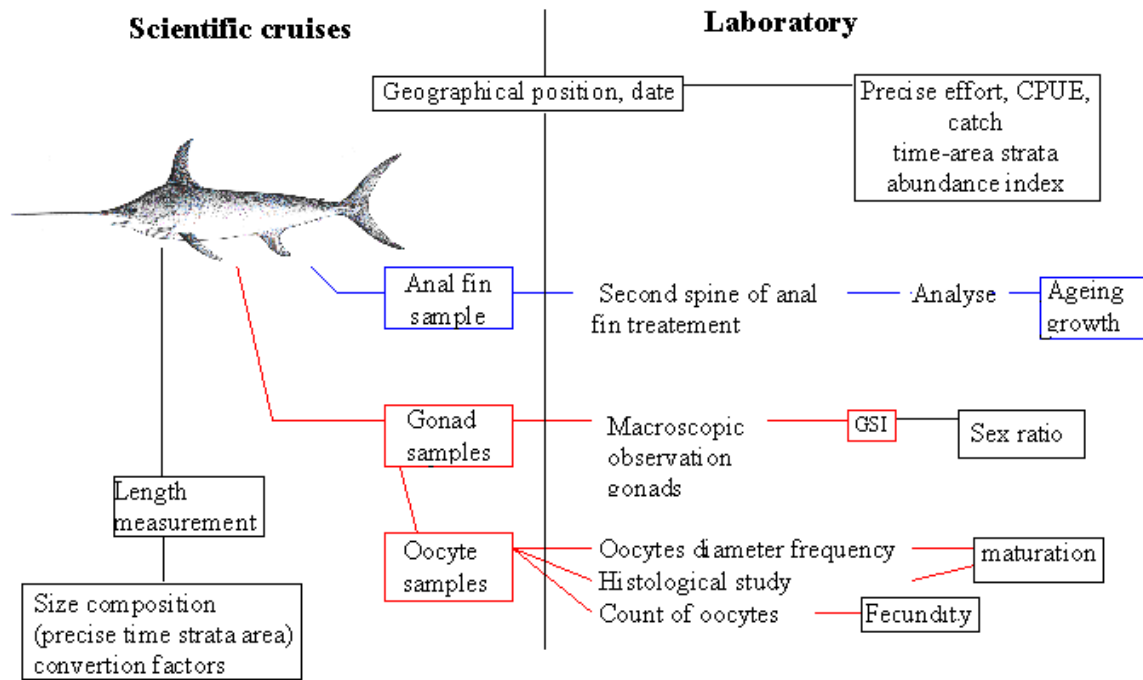 Scientific cruises
Laboratory
Geographical position, date
Precise effort, CPUE,
catch
time-area strata
abundance index
Anal fin
sample
Second spine of anal
fin treatement
Analyse
Ageing
growth
Gonad
samples
Macroscopic
observation
gonads
GSI
Sex ratio
Length
measurement
Oocyte
samples
Oocytes diameter frequency
Histological study
Count of oocytes
maturation
Fecundity
Size composition
(precise time strata area)
convertion factors